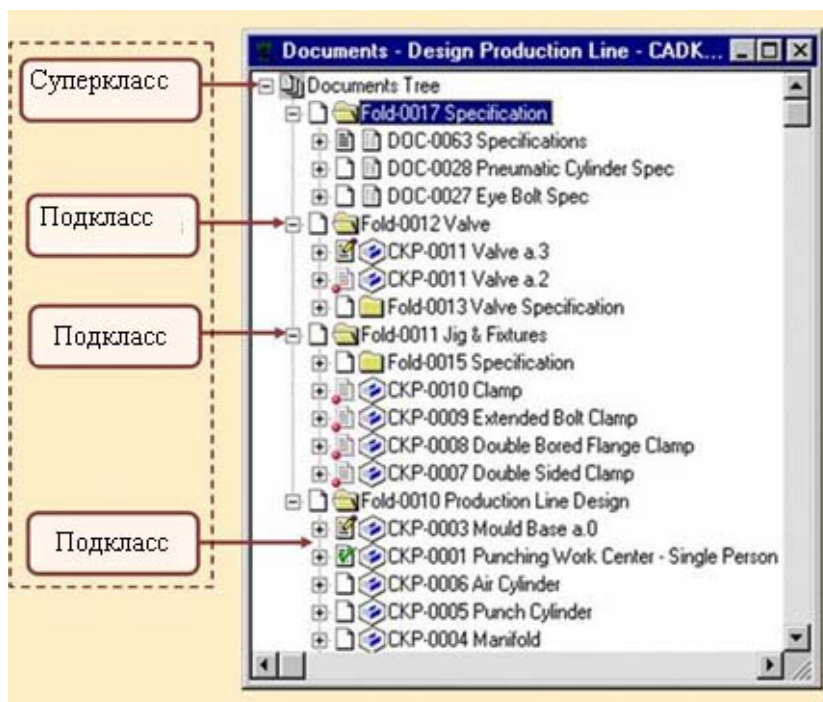 Documents - Design Production Line - CADK...
Суперкласс
Documents Tree
Fold-0017 Specification
DOC-0063 Specifications
DOC-0028 Pneumatic Cylinder Spec
DOC-0027 Eye Bolt Spec
Подкласс
Fold-0012 Valve
CKP-0011 Valve a.3
CKP-0011 Valve a.2
Fold-0013 Valve Specification
Подкласс
Fold-0011 Jig & Fixtures
Fold-0015 Specification
CKP-0010 Clamp
CKP-0009 Extended Bolt Clamp
CKP-0008 Double Bored Flange Clamp
CKP-0007 Double Sided Clamp
Fold-0010 Production Line Design
Подкласс
CKP-0003 Mould Base a.0
CKP-0001 Punching Work Center - Single Person
CKP-0006 Air Cylinder
CKP-0005 Punch Cylinder
CKP-0004 Manifold